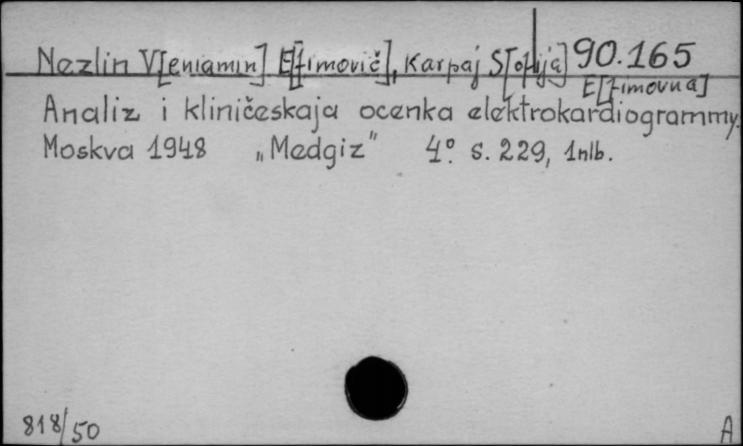 Nezlin V[eniamin] E[fimovič], Karpaj S[ofija] 90.165
E[fimovna]
Analiz i kliničeskaja ocenka elektrokardiogrammy.
Moskva 1948 „Medgiz” 4° s. 229, 1nlb.
818/50
A